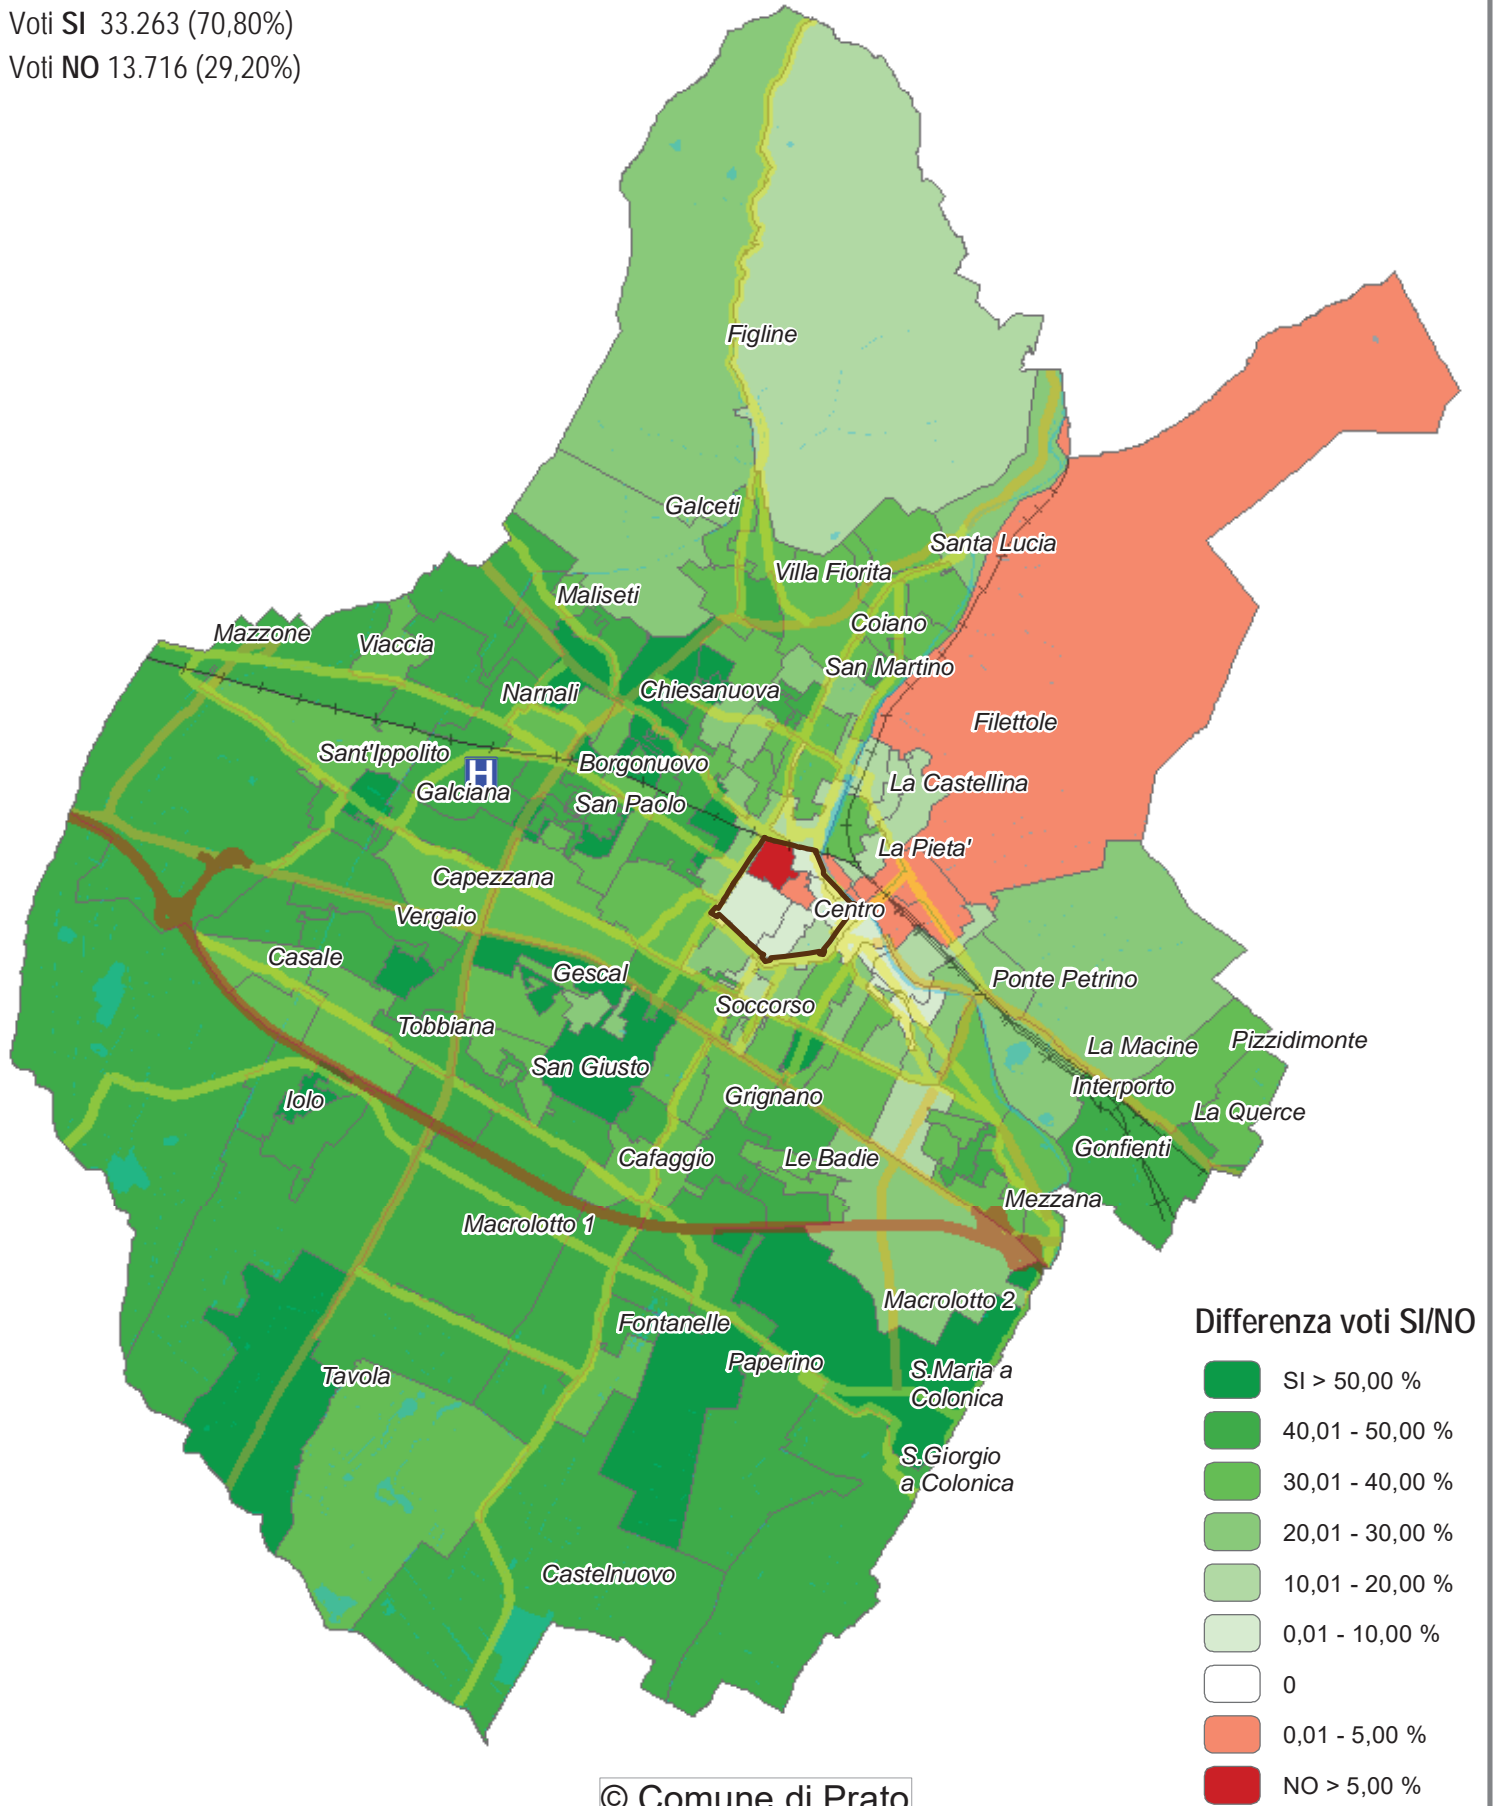 Voti SI 33.263 (70,80%)
Voti NO 13.716 (29,20%)
Figline
Galceti
Santa Lucia
Villa Fiorita
Maliseti
Coiano
Mazzone
Viaccia
San Martino
Narnali
Chiesanuova
Filettole
Sant'Ippolito
Borgonuovo
H
La Castellina
Galciana
San Paolo
La Pieta'
Capezzana
Centro
Vergaio
Casale
Gescal
Ponte Petrino
Soccorso
Tobbiana
La Macine
Pizzidimonte
San Giusto
Interporto
Iolo
Grignano
La Querce
Gonfienti
Cafaggio
Le Badie
Mezzana
Macrolotto 1
Macrolotto 2
Fontanelle
Paperino
Tavola
S.Maria a
Colonica
S.Giorgio
a Colonica
Castelnuovo
Differenza voti SI/NO
SI > 50,00 %
40,01 - 50,00 %
30,01 - 40,00 %
20,01 - 30,00 %
10,01 - 20,00 %
0,01 - 10,00 %
0
0,01 - 5,00 %
NO > 5,00 %
© Comune di Prato